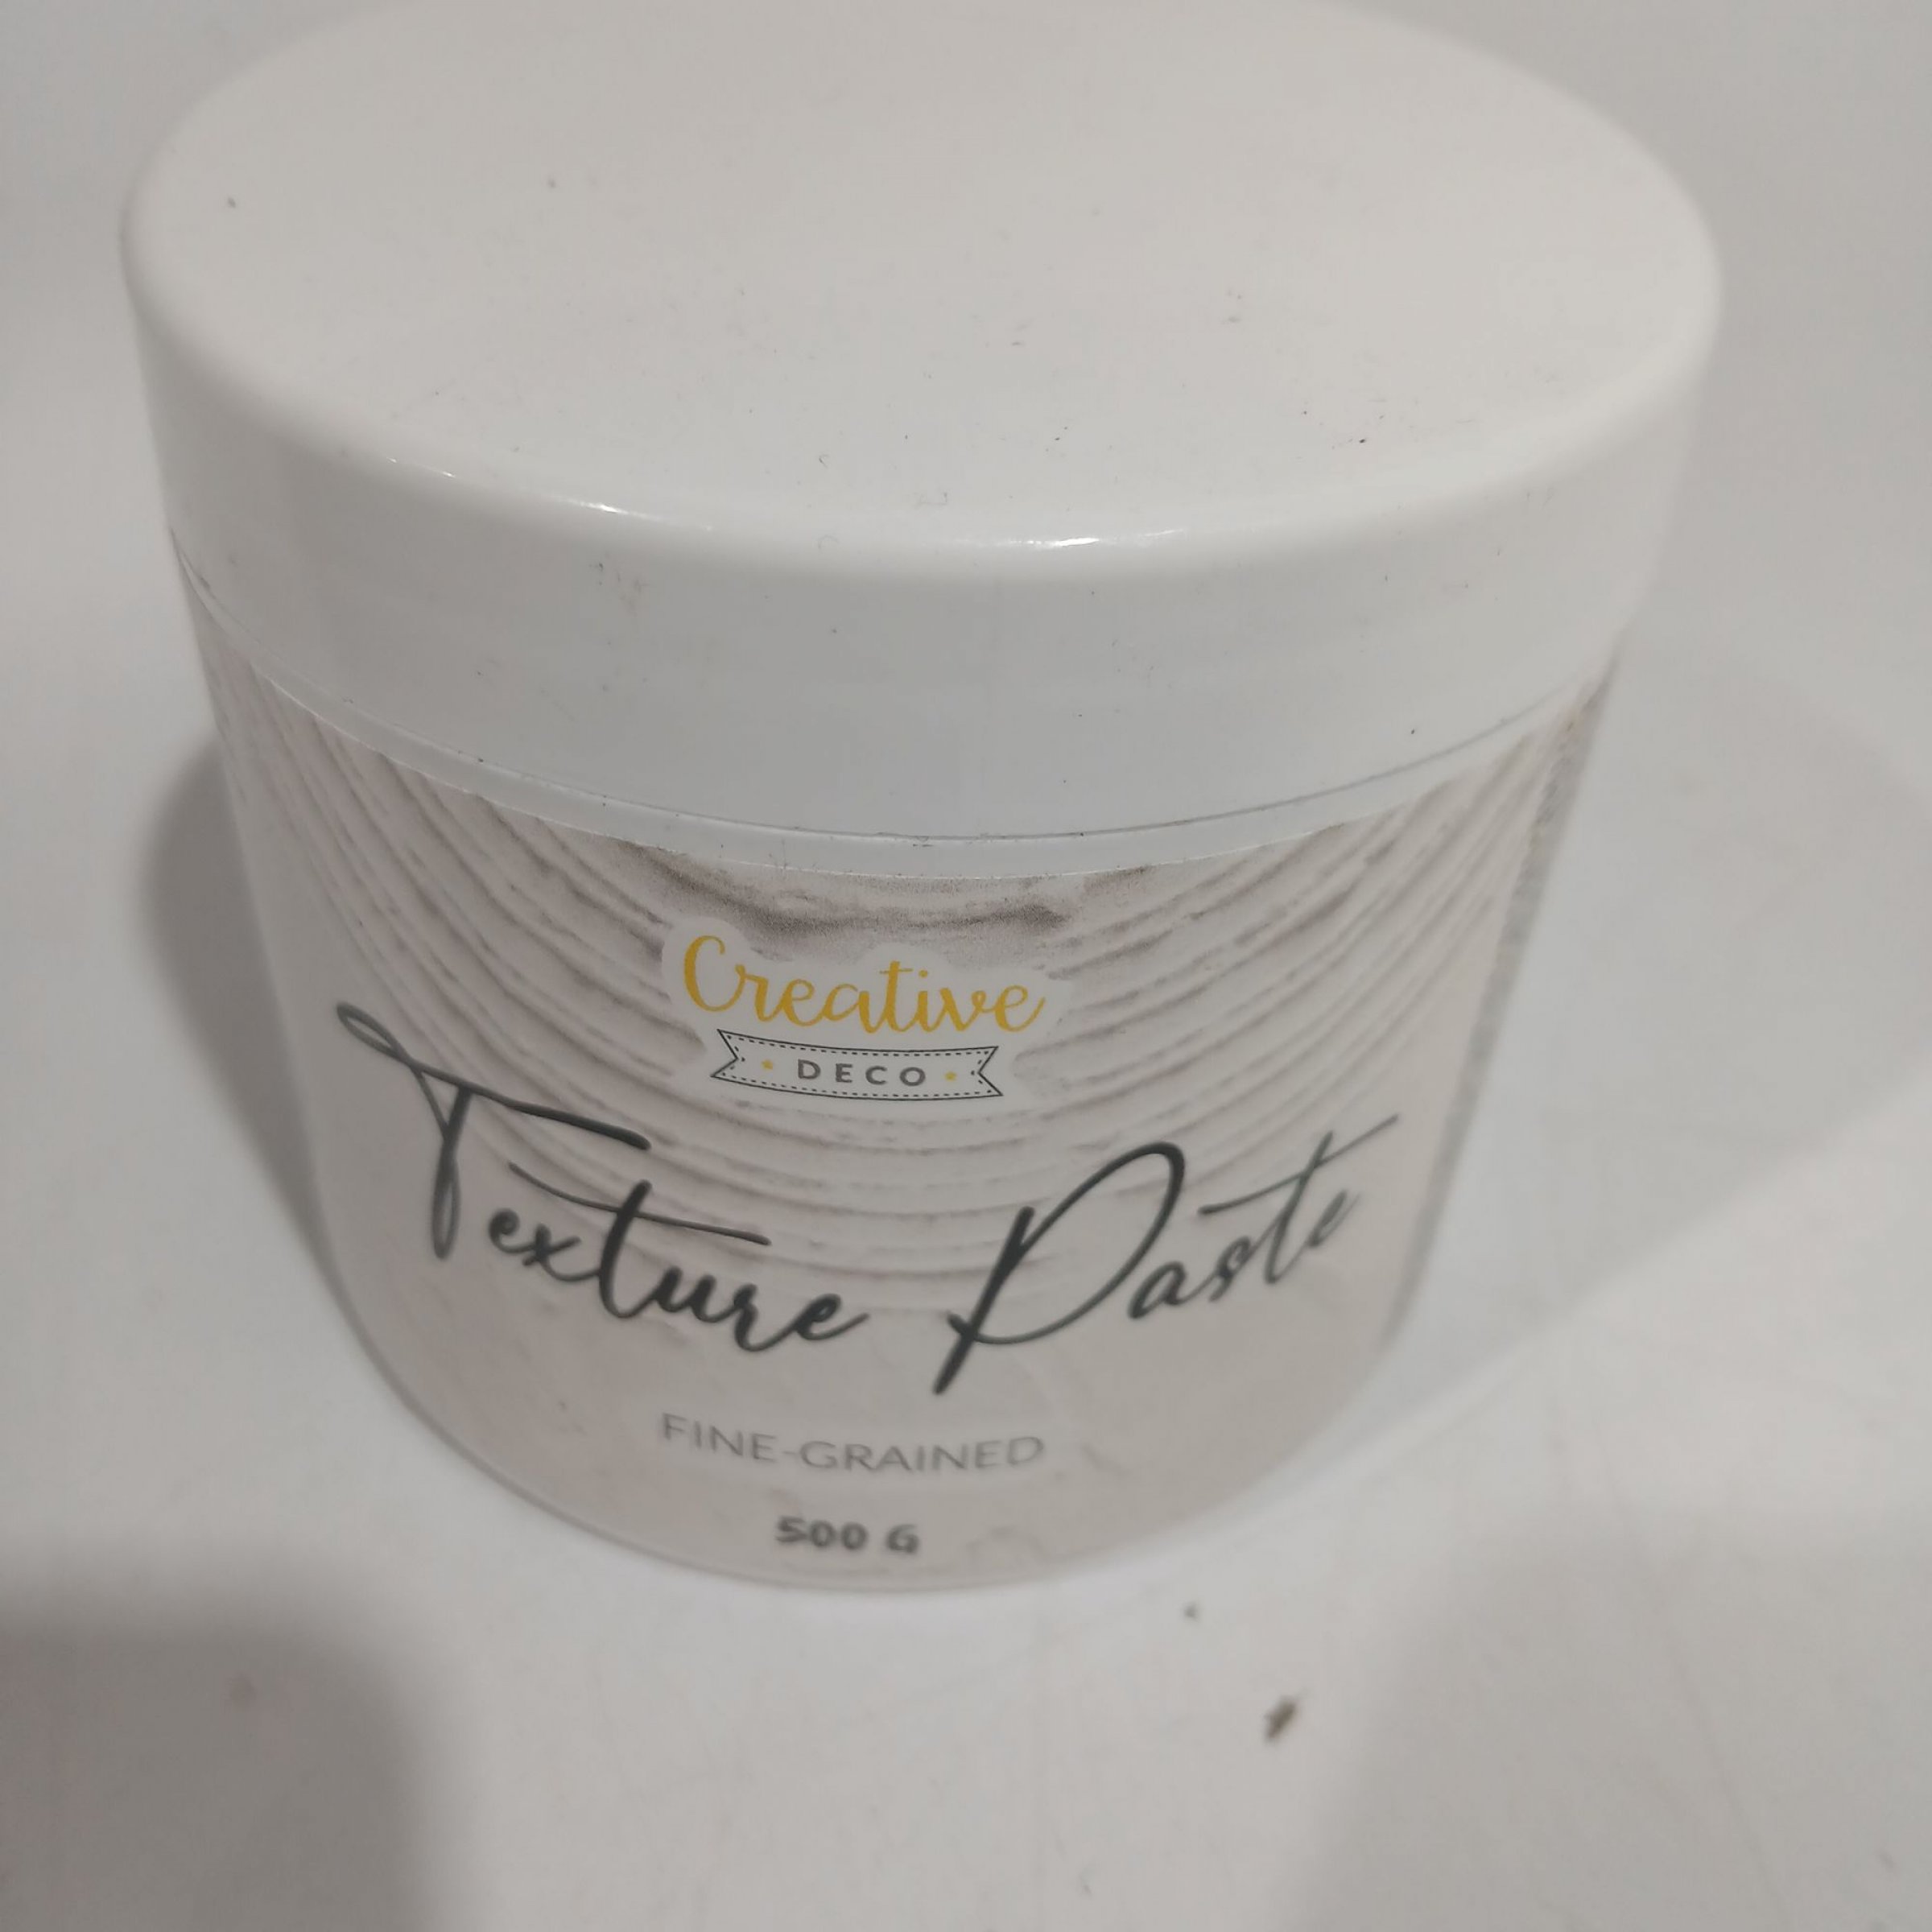 Creative
DECO
Texture Paste
FINE-GRAINED
500 G